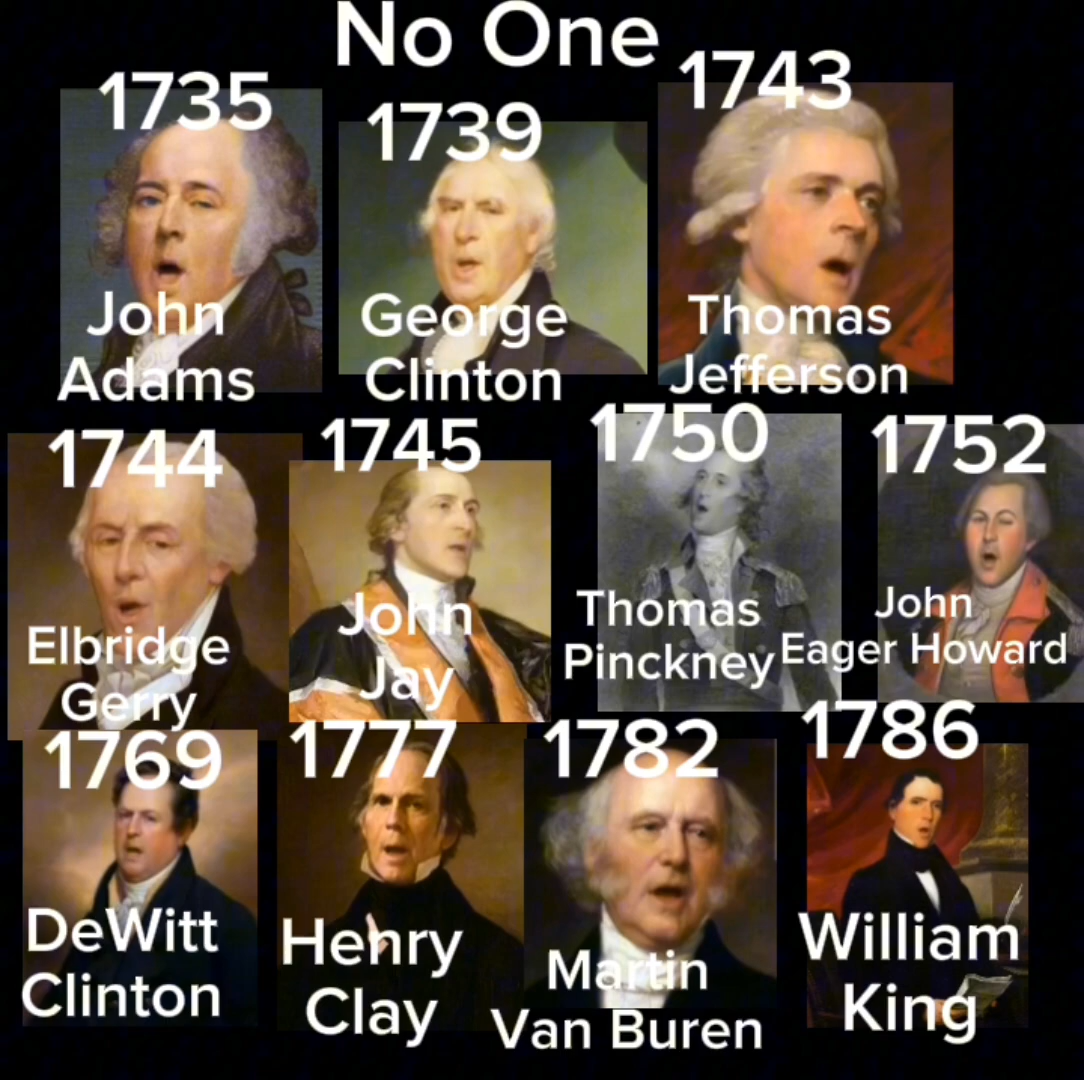 No One
1735
1739
1743
John
Adams
George
Clinton
Thomas
Jefferson
1744
1745
1750
1752
Elbridge
Gerry
John
Jay
Thomas
Pinckney
John
Eager Howard
1769
1777
1782
1786
DeWitt
Clinton
Henry
Clay
Martin
Van Buren
William
King